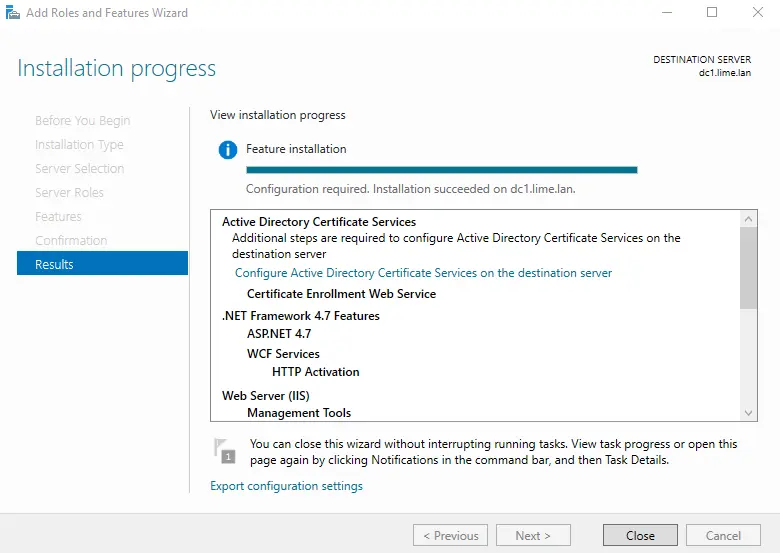 Add Roles and Features Wizard
Installation progress
DESTINATION SERVER
dc1.lime.lan
Before You Begin
Installation Type
Server Selection
Server Roles
Features
Confirmation
Results
View installation progress
Feature installation
Configuration required. Installation succeeded on dc1.lime.lan.
Active Directory Certificate Services
Additional steps are required to configure Active Directory Certificate Services on the
destination server
Configure Active Directory Certificate Services on the destination server
Certificate Enrollment Web Service
.NET Framework 4.7 Features
ASP.NET 4.7
WCF Services
HTTP Activation
Web Server (IIS)
Management Tools
1
You can close this wizard without interrupting running tasks. View task progress or open this
page again by clicking Notifications in the command bar, and then Task Details.
Export configuration settings
< Previous
Next >
Close
Cancel